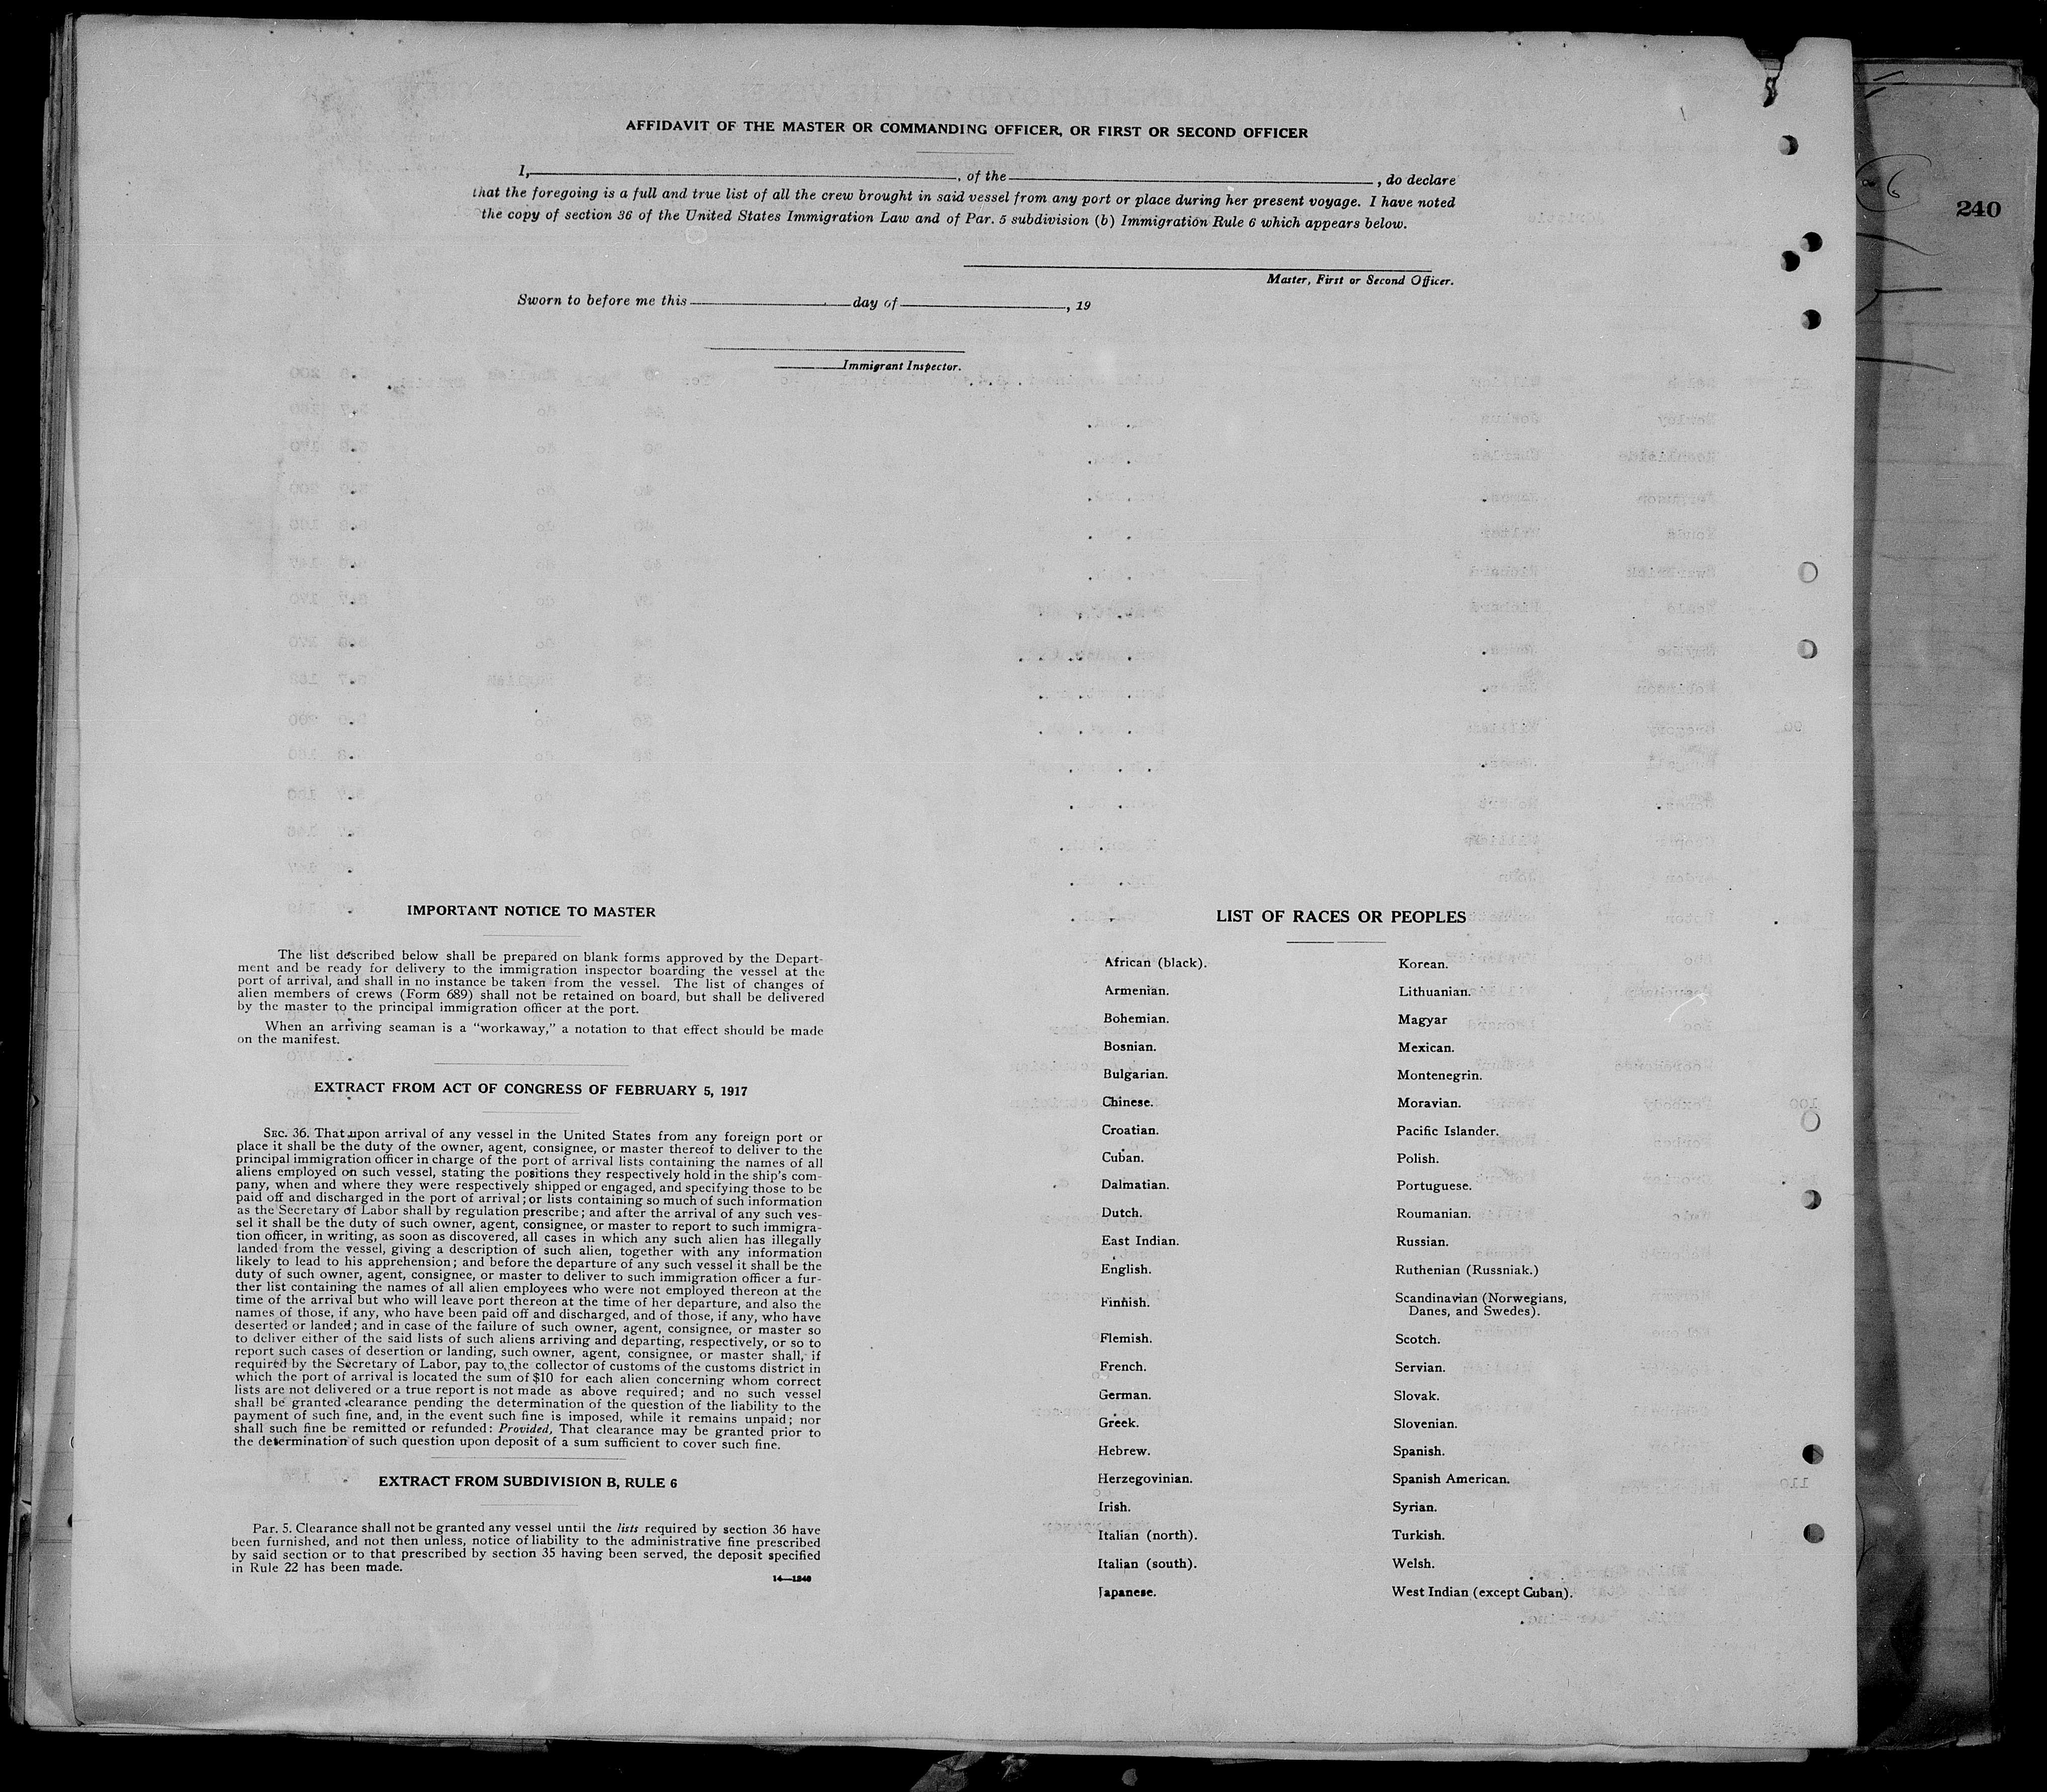 AFFIDAVIT OF THE MASTER OR COMMANDING OFFICER, OR FIRST OR SECOND OFFICER
I, , of the , do declare
that the foregoing is a full and true list of all the crew brought in said vessel from any port or place during her present voyage. I have noted
the copy of section 36 of the United States Immigration Law and of Par. 5 subdivision (b) Immigration Rule 6 which appears below.
Master, First or Second Officer.
Sworn to before me this day of , 19
Immigrant Inspector.
240
IMPORTANT NOTICE TO MASTER
The list described below shall be prepared on blank forms approved by the Depart-
ment and be ready for delivery to the immigration inspector boarding the vessel at the
port of arrival, and shall in no instance be taken from the vessel. The list of changes of
alien members of crews (Form 689) shall not be retained on board, but shall be delivered
by the master to the principal immigration officer at the port.
When an arriving seaman is a "workaway," a notation to that effect should be made
on the manifest.
EXTRACT FROM ACT OF CONGRESS OF FEBRUARY 5, 1917
SEC. 36. That upon arrival of any vessel in the United States from any foreign port or
place it shall be the duty of the owner, agent, consignee, or master thereof to deliver to the
principal immigration officer in charge of the port of arrival lists containing the names of all
aliens employed on such vessel, stating the positions they respectively hold in the ship's com-
pany, when and where they were respectively shipped or engaged, and specifying those to be
paid off and discharged in the port of arrival; or lists containing so much of such information
as the Secretary of Labor shall by regulation prescribe; and after the arrival of any such ves-
sel it shall be the duty of such owner, agent, consignee, or master to report to such immigra-
tion officer, in writing, as soon as discovered, all cases in which any such alien has illegally
landed from the vessel, giving a description of such alien, together with any information
likely to lead to his apprehension; and before the departure of any such vessel it shall be the
duty of such owner, agent, consignee, or master to deliver to such immigration officer a fur-
ther list containing the names of all alien employees who were not employed thereon at the
time of the arrival but who will leave port thereon at the time of her departure, and also the
names of those, if any, who have been paid off and discharged, and of those, if any, who have
deserted or landed; and in case of the failure of such owner, agent, consignee, or master so
to deliver either of the said lists of such aliens arriving and departing, respectively, or so to
report such cases of desertion or landing, such owner, agent, consignee, or master shall, if
required by the Secretary of Labor, pay to the collector of customs of the customs district in
which the port of arrival is located the sum of $10 for each alien concerning whom correct
lists are not delivered or a true report is not made as above required; and no such vessel
shall be granted clearance pending the determination of the question of the liability to the
payment of such fine, and, in the event such fine is imposed, while it remains unpaid; nor
shall such fine be remitted or refunded: Provided, That clearance may be granted prior to
the determination of such question upon deposit of a sum sufficient to cover such fine.
EXTRACT FROM SUBDIVISION B, RULE 6
Par. 5. Clearance shall not be granted any vessel until the lists required by section 36 have
been furnished, and not then unless, notice of liability to the administrative fine prescribed
by said section or to that prescribed by section 35 having been served, the deposit specified
in Rule 22 has been made.
14—1240
LIST OF RACES OR PEOPLES
African (black).
Armenian.
Bohemian.
Bosnian.
Bulgarian.
Chinese.
Croatian.
Cuban.
Dalmatian.
Dutch.
East Indian.
English.
Finnish.
Flemish.
French.
German.
Greek.
Hebrew.
Herzegovinian.
Irish.
Italian (north).
Italian (south).
Japanese.
Korean.
Lithuanian.
Magyar
Mexican.
Montenegrin.
Moravian.
Pacific Islander.
Polish.
Portuguese.
Roumanian.
Russian.
Ruthenian (Russniak.)
Scandinavian (Norwegians,
Danes, and Swedes).
Scotch.
Servian.
Slovak.
Slovenian.
Spanish.
Spanish American.
Syrian.
Turkish.
Welsh.
West Indian (except Cuban).